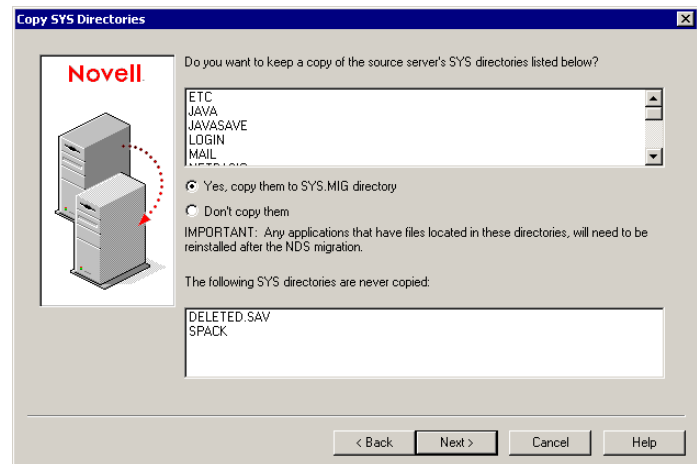 Copy SYS Directories
Novell.
Do you want to keep a copy of the source server's SYS directories listed below?
ETC
JAVA
JAVASAVE
LOGIN
MAIL
Yes, copy them to SYS.MIG directory
Don't copy them
IMPORTANT: Any applications that have files located in these directories, will need to be
reinstalled after the NDS migration.
The following SYS directories are never copied:
DELETED.SAV
SPACK
< Back
Next >
Cancel
Help